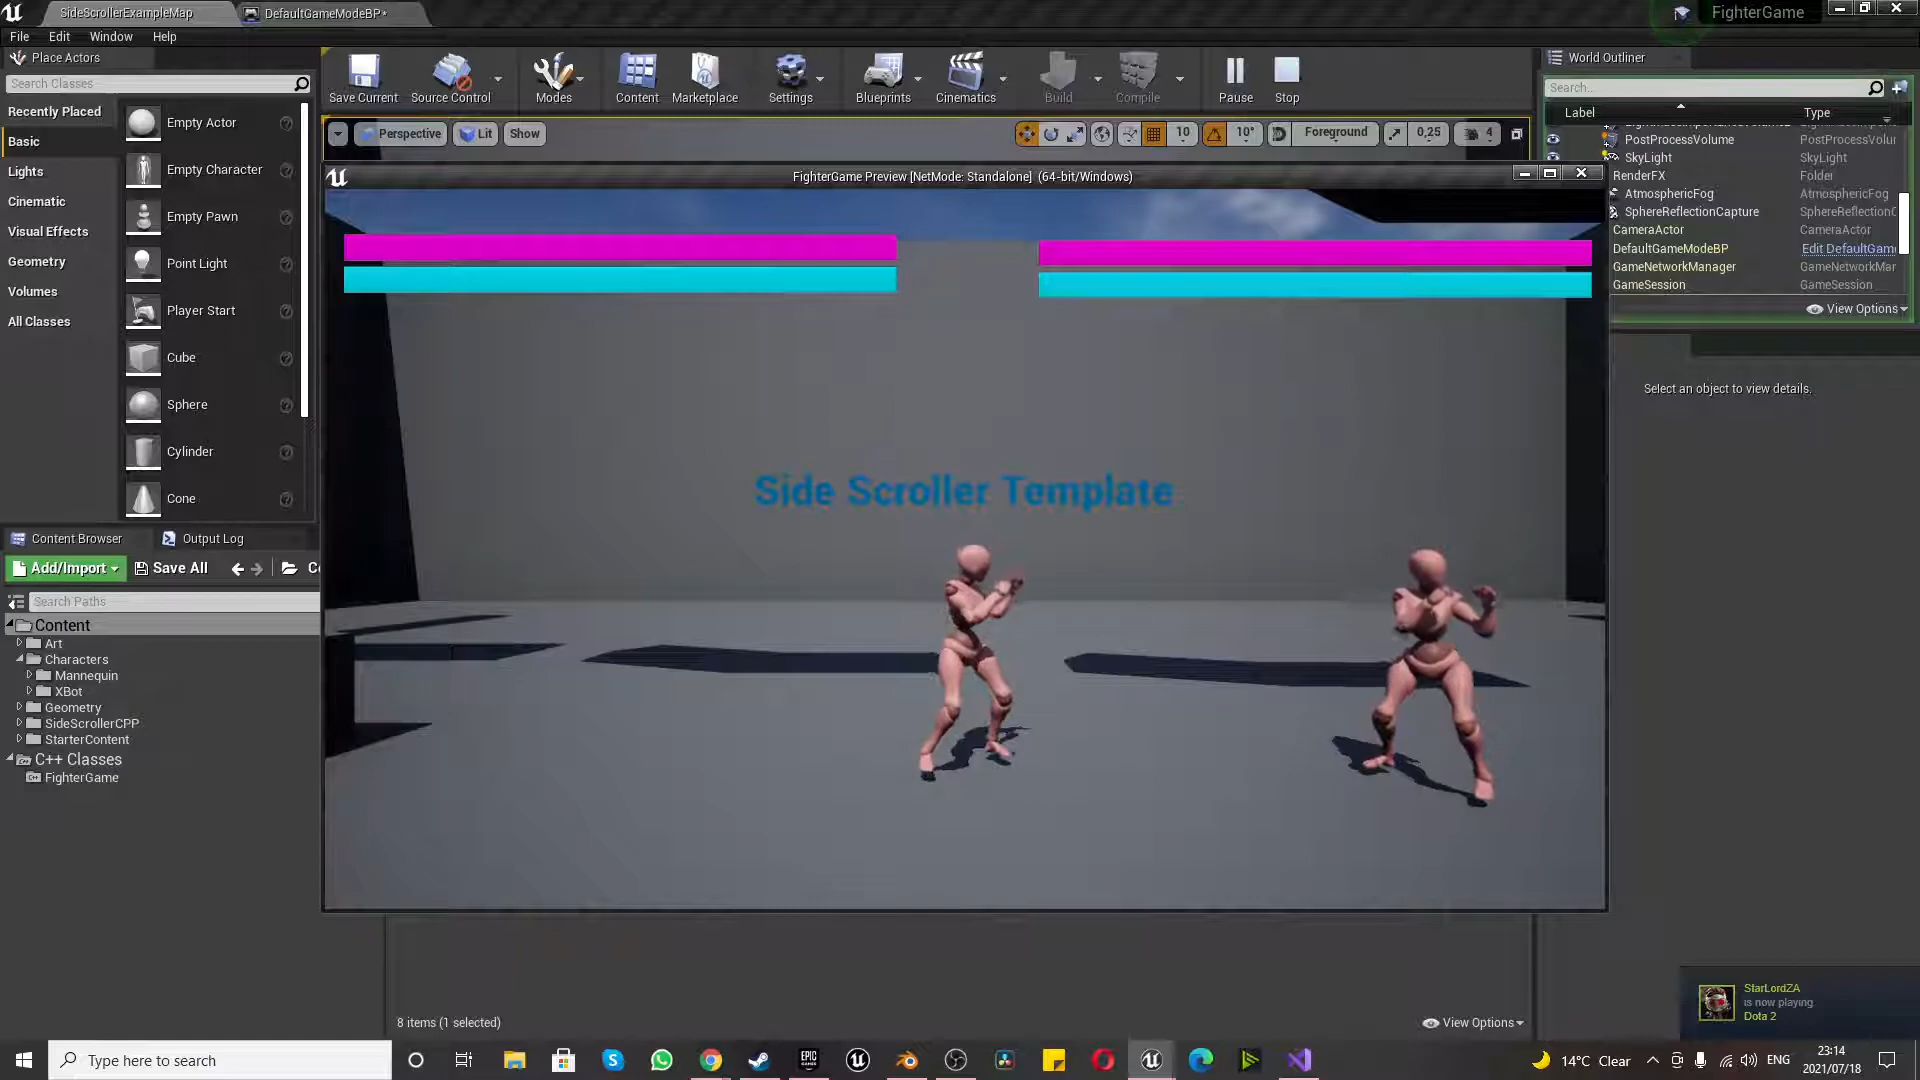 SideScrollerExampleMap
DefaultGameModeBP*
FighterGame
File Edit Window Help
Place Actors
Search Classes
Recently Placed
Basic
Lights
Cinematic
Visual Effects
Geometry
Volumes
All Classes
Empty Actor
Empty Character
Empty Pawn
Point Light
Player Start
Cube
Sphere
Cylinder
Cone
Save Current
Source Control
Modes
Content
Marketplace
Settings
Blueprints
Cinematics
Build
Compile
Pause
Stop
Perspective
Lit
Show
10
10°
Foreground
0,25
4
FighterGame Preview [NetMode: Standalone] (64-bit/Windows)
Side Scroller Template
World Outliner
Search...
Label Type
PostProcessVolume PostProcessVolur
SkyLight SkyLight
RenderFX Folder
AtmosphericFog AtmosphericFog
SphereReflectionCapture SphereReflectionC
CameraActor CameraActor
DefaultGameModeBP Edit DefaultGam
GameNetworkManager GameNetworkMar
GameSession GameSession
View Options
Select an object to view details.
Content Browser
Output Log
Add/Import
Save All
Search Paths
Content
Art
Characters
Mannequin
XBot
Geometry
SideScrollerCPP
StarterContent
C++ Classes
FighterGame
8 items (1 selected)
View Options
StarLordZA
is now playing
Dota 2
Type here to search
EPIC GAMES
14°C Clear
ENG
23:14
2021/07/18